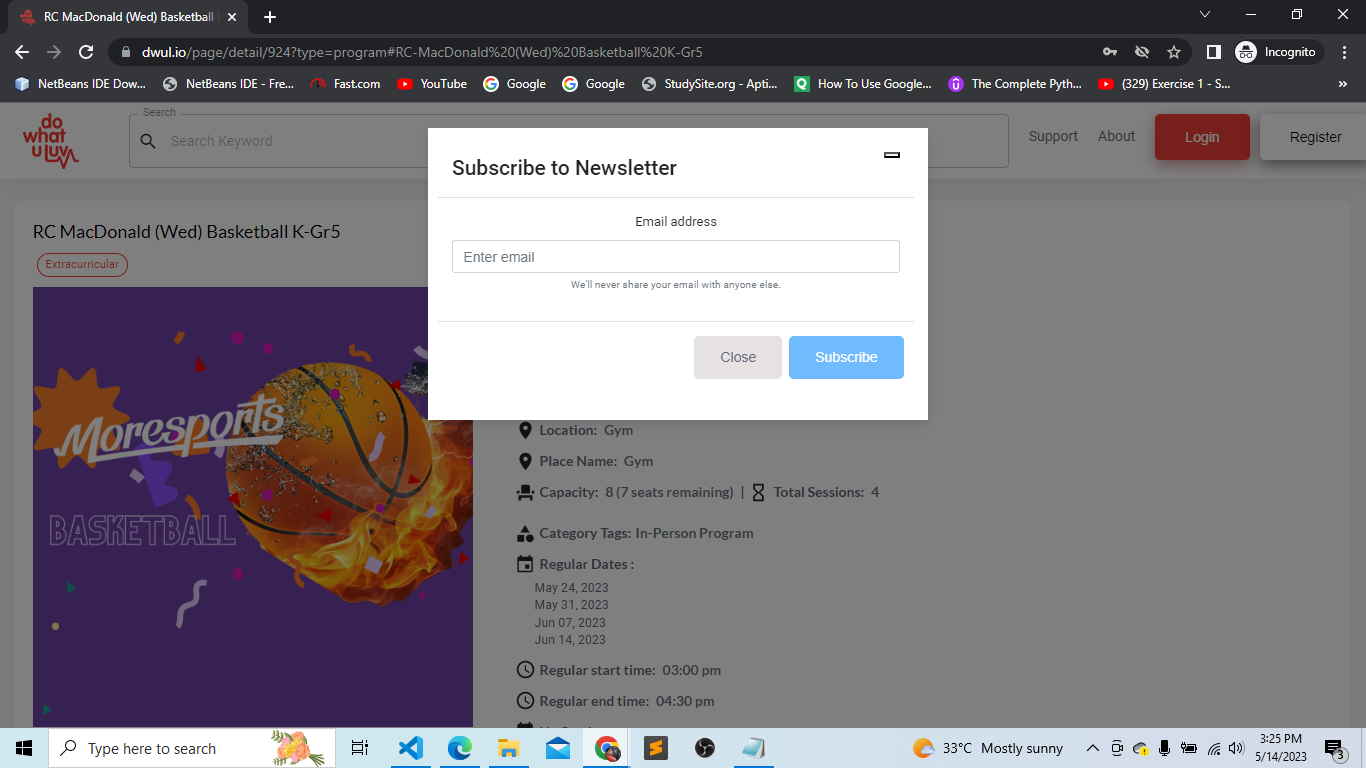 RC MacDonald (Wed) Basketball
dwul.io/page/detail/924?type=program#RC-MacDonald%20(Wed)%20Basketball%20K-Gr5
Incognito
NetBeans IDE Dow...
NetBeans IDE - Fre...
Fast.com
YouTube
Google
Google
StudySite.org - Apti...
How To Use Google...
The Complete Pyth...
(329) Exercise 1 - S...
»
do
what
u luv
Search
Search Keyword
Support
About
Login
Register
Subscribe to Newsletter
Email address
Enter email
We'll never share your email with anyone else.
Close
Subscribe
RC MacDonald (Wed) Basketball K-Gr5
Extracurricular
Moresports
BASKETBALL
Location: Gym
Place Name: Gym
Capacity: 8 (7 seats remaining) | Total Sessions: 4
Category Tags: In-Person Program
Regular Dates :
May 24, 2023
May 31, 2023
Jun 07, 2023
Jun 14, 2023
Regular start time: 03:00 pm
Regular end time: 04:30 pm
Type here to search
33°C Mostly sunny
3:25 PM
5/14/2023
3